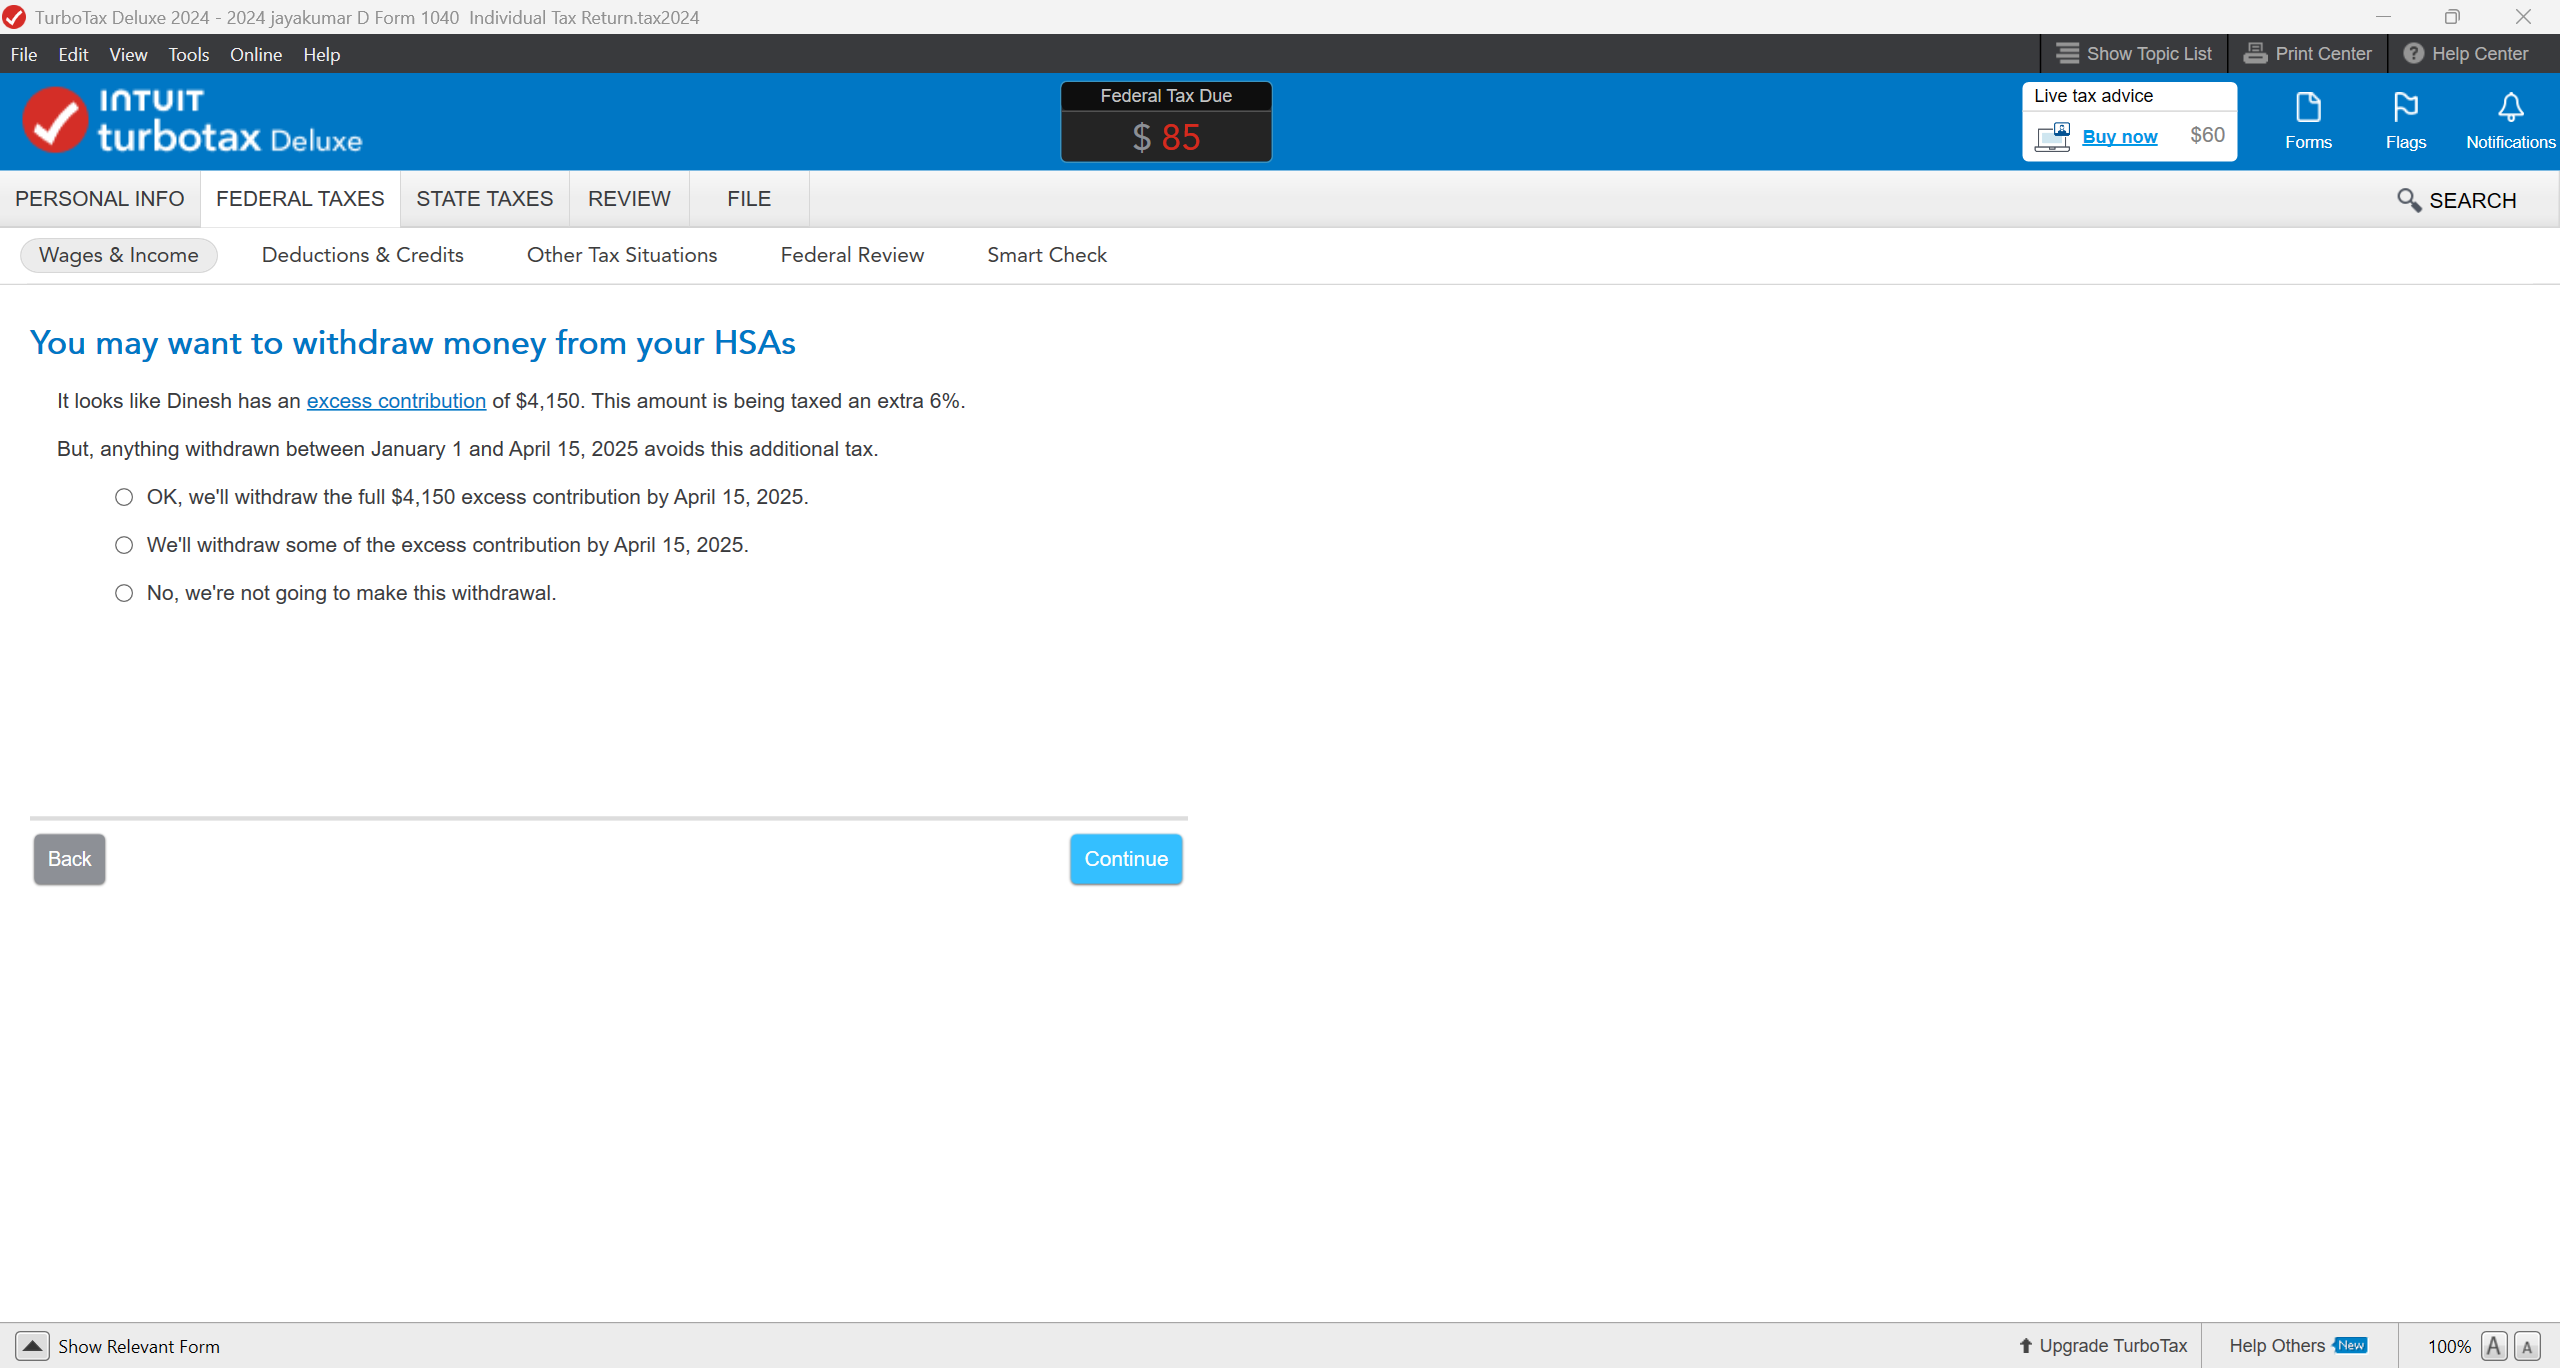 TurboTax Deluxe 2024 - 2024 jayakumar D Form 1040  Individual Tax Return.tax2024
File Edit View Tools Online Help
Show Topic List Print Center Help Center
INTUIT
turbotax Deluxe
Federal Tax Due
$ 85
Live tax advice
Buy now $60
Forms Flags Notifications
PERSONAL INFO FEDERAL TAXES STATE TAXES REVIEW FILE SEARCH
Wages & Income Deductions & Credits Other Tax Situations Federal Review Smart Check
You may want to withdraw money from your HSAs
It looks like Dinesh has an excess contribution of $4,150. This amount is being taxed an extra 6%.
But, anything withdrawn between January 1 and April 15, 2025 avoids this additional tax.
OK, we'll withdraw the full $4,150 excess contribution by April 15, 2025.
We'll withdraw some of the excess contribution by April 15, 2025.
No, we're not going to make this withdrawal.
Back Continue
Show Relevant Form Upgrade TurboTax Help Others New 100% A A